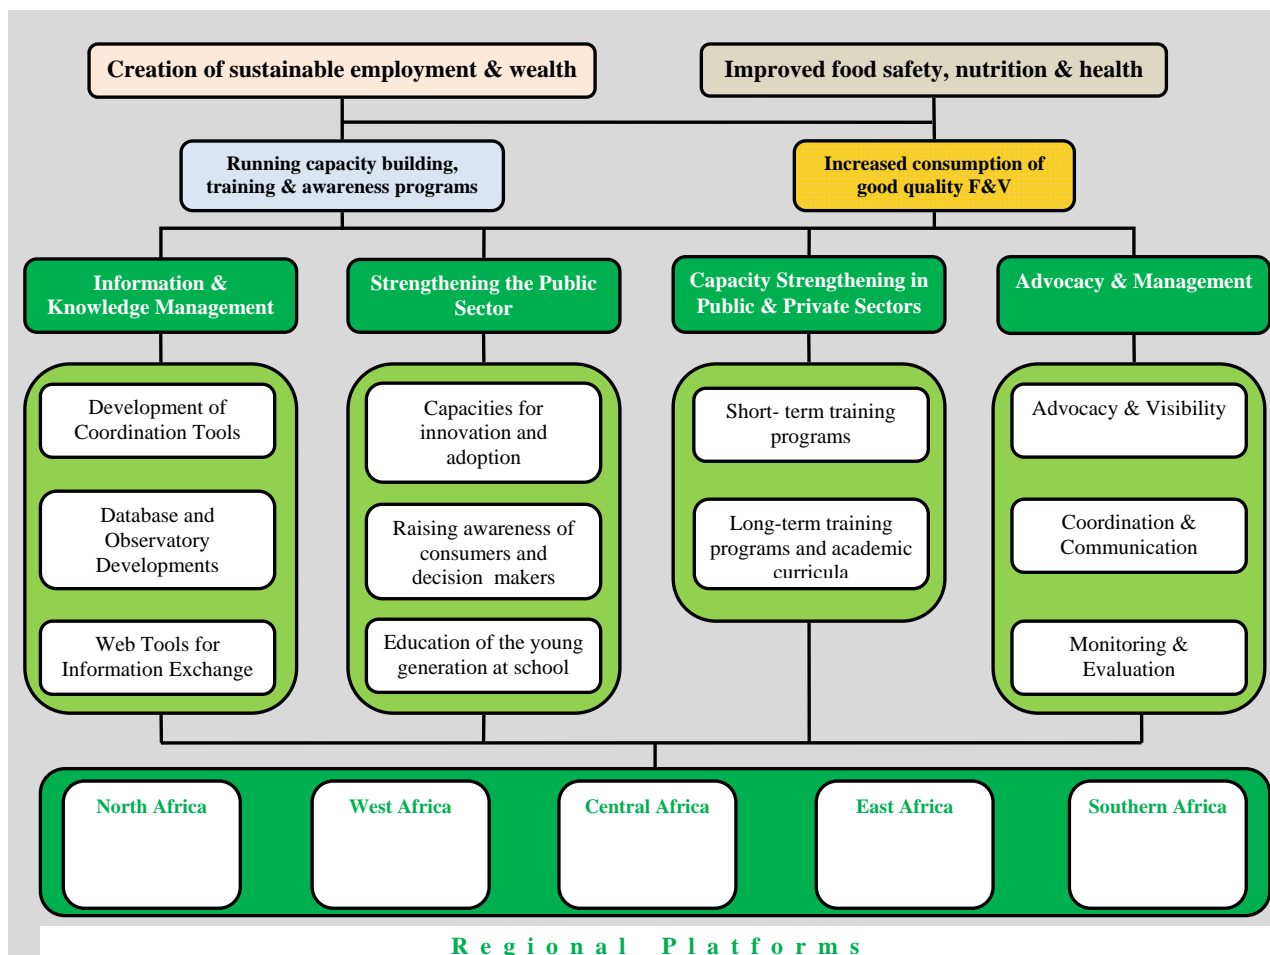 Creation of sustainable employment & wealth
Improved food safety, nutrition & health
Running capacity building,
training & awareness programs
Increased consumption of
good quality F&V
Information &
Knowledge Management
Strengthening the Public
Sector
Capacity Strengthening in
Public & Private Sectors
Advocacy & Management
Development of
Coordination Tools
Database and
Observatory
Developments
Web Tools for
Information Exchange
Capacities for
innovation and
adoption
Raising awareness of
consumers and
decision makers
Education of the young
generation at school
Short- term training
programs
Long-term training
programs and academic
curricula
Advocacy & Visibility
Coordination &
Communication
Monitoring &
Evaluation
North Africa
West Africa
Central Africa
East Africa
Southern Africa
Regional Platforms